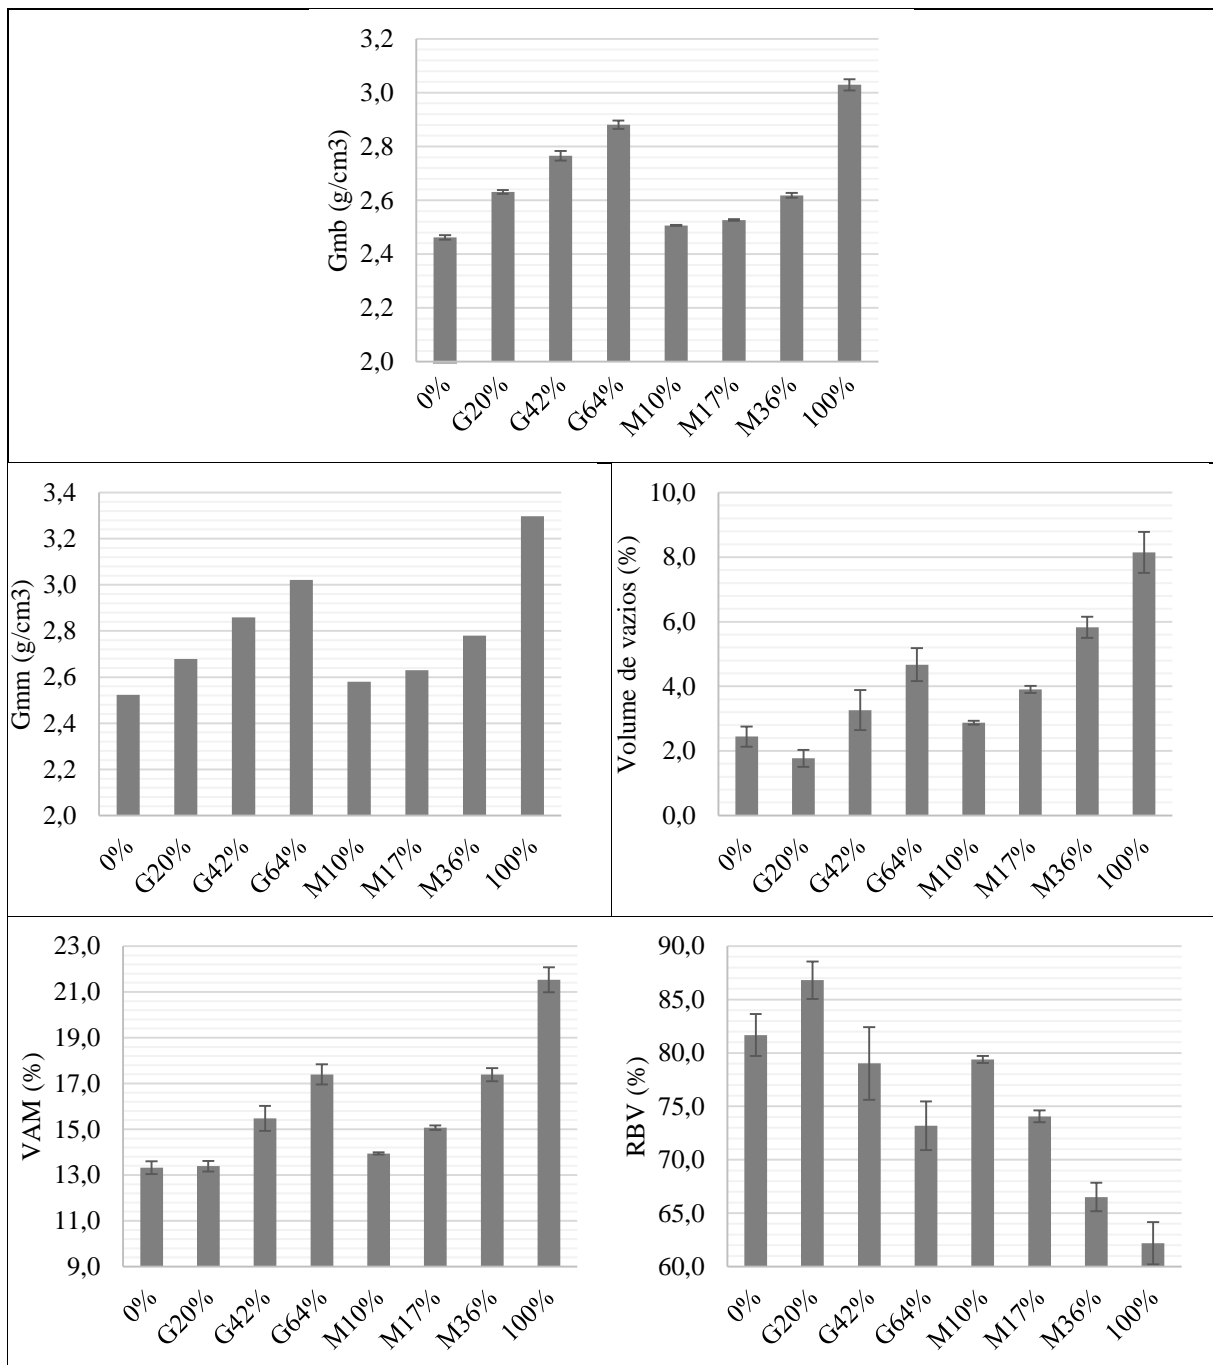 Gmb (g/cm3)
3,2
3,0
2,8
2,6
2,4
2,2
2,0
0%
G20%
G42%
G64%
M10%
M17%
M36%
100%
Gmm (g/cm3)
3,4
3,2
3,0
2,8
2,6
2,4
2,2
2,0
0%
G20%
G42%
G64%
M10%
M17%
M36%
100%
Volume de vazios (%)
10,0
8,0
6,0
4,0
2,0
0,0
0%
G20%
G42%
G64%
M10%
M17%
M36%
100%
VAM (%)
23,0
21,0
19,0
17,0
15,0
13,0
11,0
9,0
0%
G20%
G42%
G64%
M10%
M17%
M36%
100%
RBV (%)
90,0
85,0
80,0
75,0
70,0
65,0
60,0
0%
G20%
G42%
G64%
M10%
M17%
M36%
100%